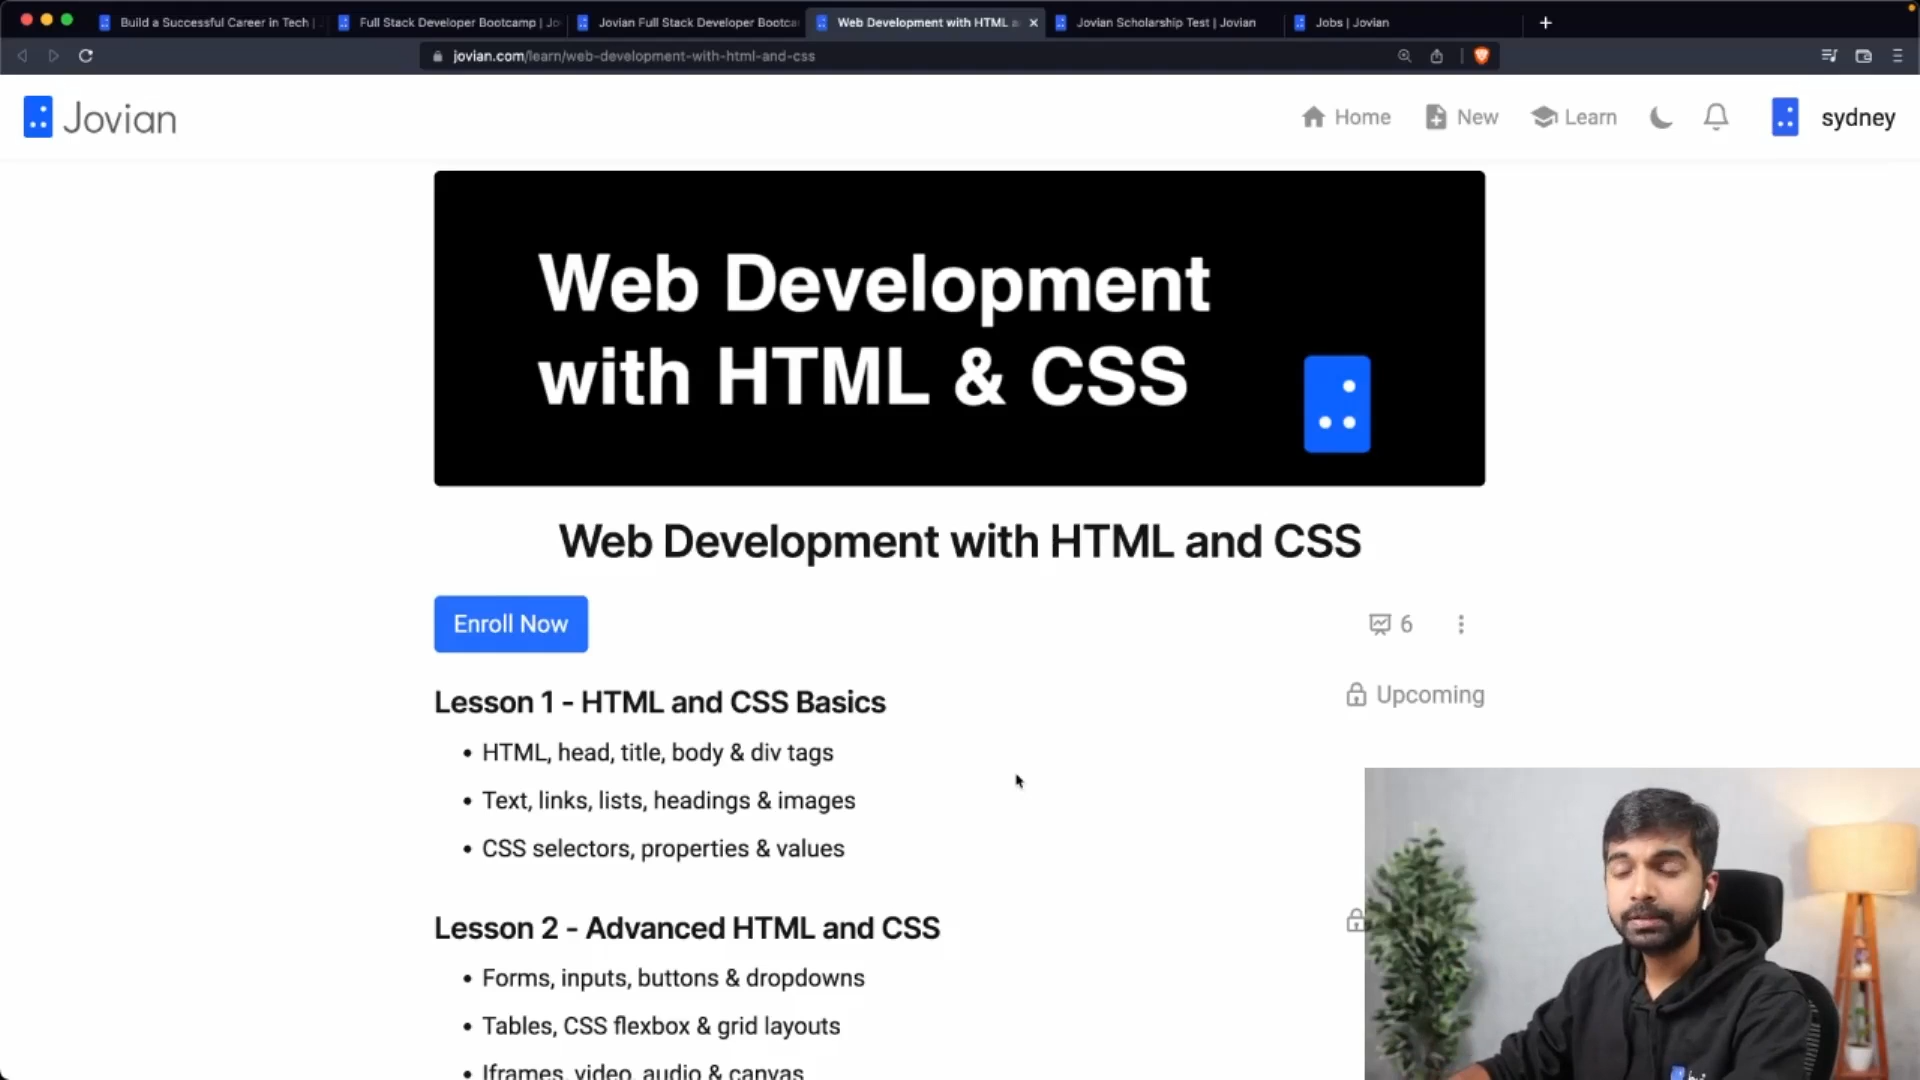 Build a Successful Career in Tech |
Full Stack Developer Bootcamp | Jo
Jovian Full Stack Developer Bootca
Web Development with HTML a
Jovian Scholarship Test | Jovian
Jobs | Jovian
jovian.com/learn/web-development-with-html-and-css
Jovian
Home
New
Learn
sydney
Web Development
with HTML & CSS
Web Development with HTML and CSS
Enroll Now
6
Lesson 1 - HTML and CSS Basics
Upcoming
• HTML, head, title, body & div tags
• Text, links, lists, headings & images
• CSS selectors, properties & values
Lesson 2 - Advanced HTML and CSS
• Forms, inputs, buttons & dropdowns
• Tables, CSS flexbox & grid layouts
• Iframes, video, audio & canvas